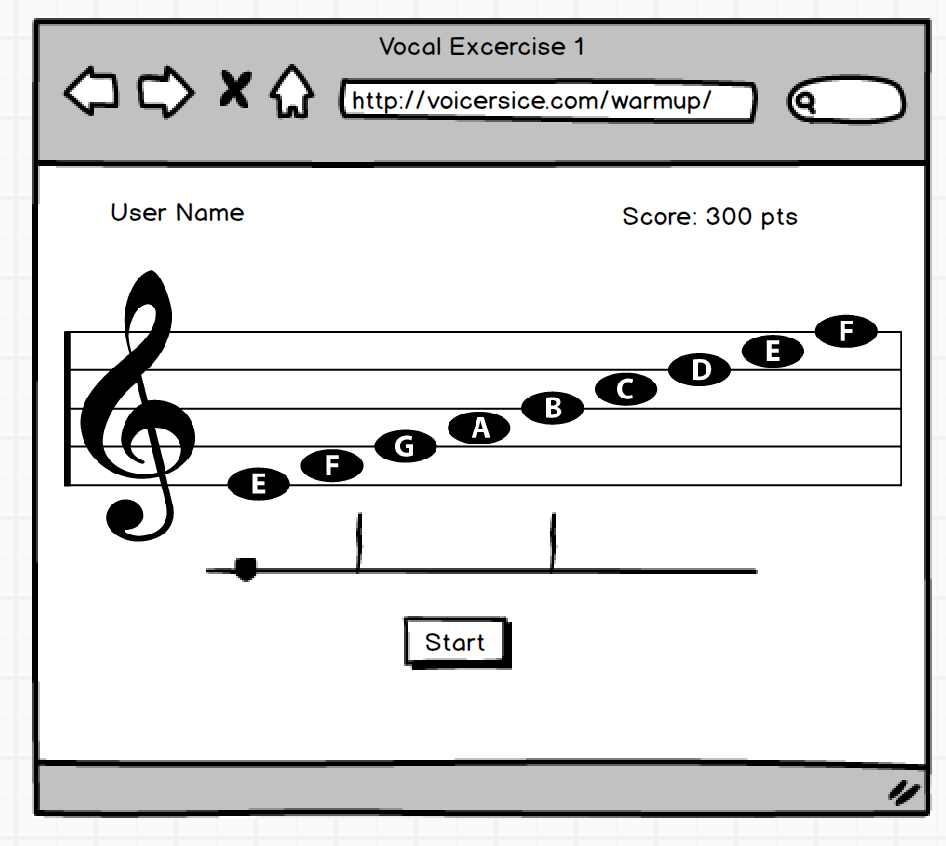 Vocal Excercise 1
http://voicersice.com/warmup/
User Name
Score: 300 pts
E F G A B C D E F
Start